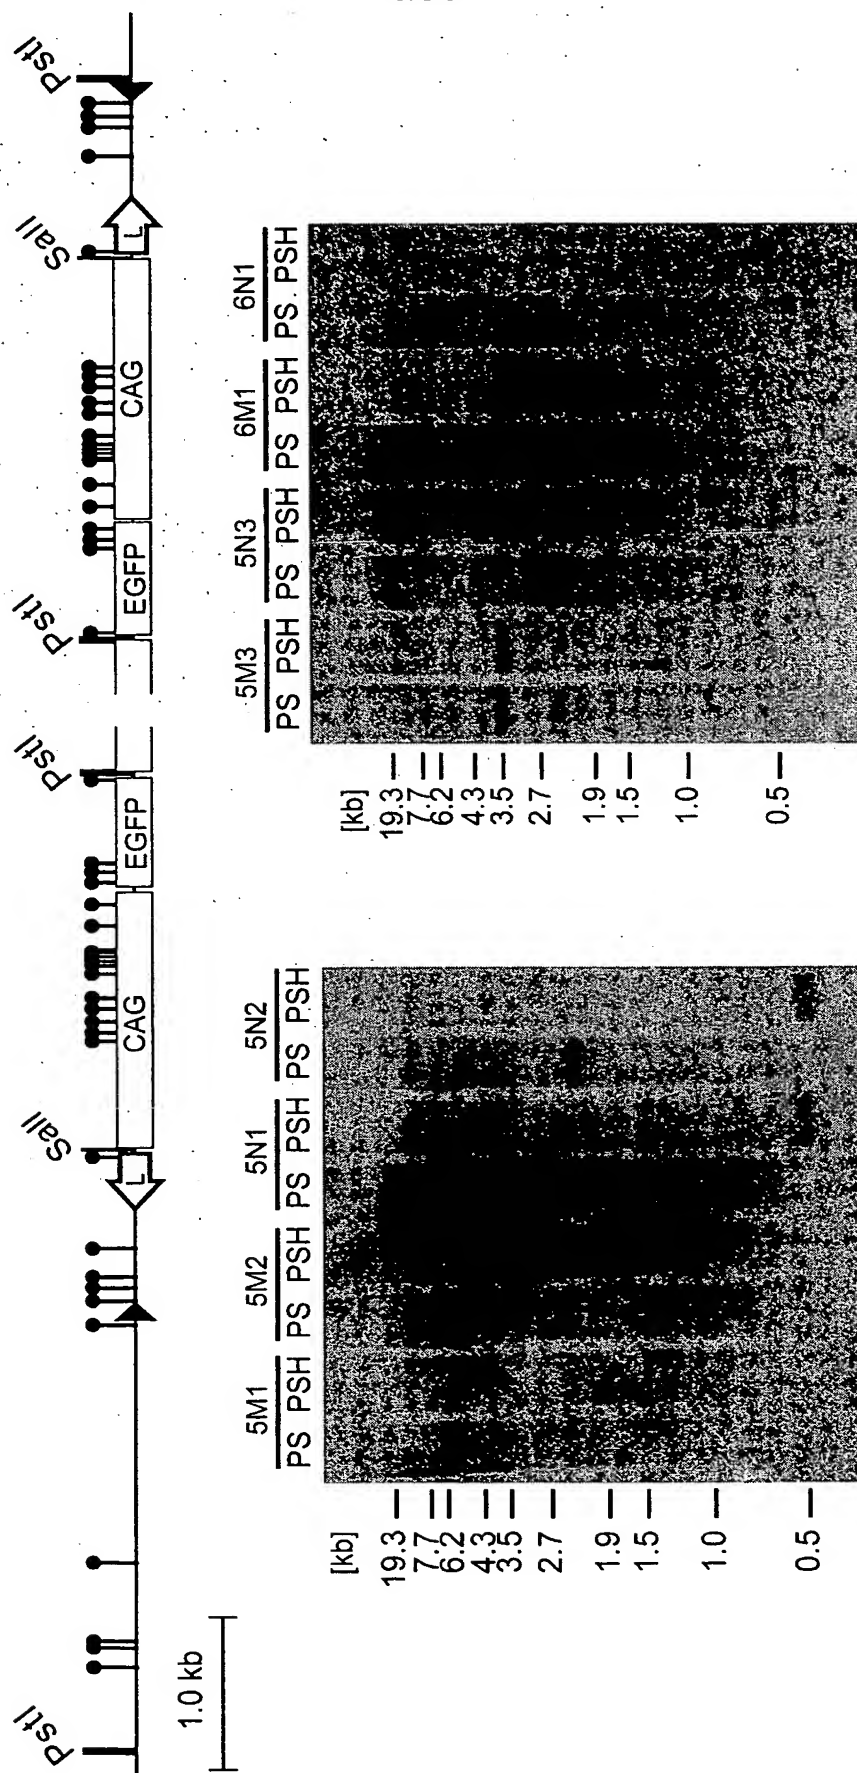 PstI
SalI
PstI
PstI
SalI
PstI
L
CAG
EGFP
EGFP
CAG
L
1.0 kb
5M1
5M2
5N1
5N2
PS PSH
PS PSH
PS PSH
PS PSH
[kb]
19.3
7.7
6.2
4.3
3.5
2.7
1.9
1.5
1.0
0.5
5M3
5N3
6M1
6N1
PS PSH
PS PSH
PS PSH
PS. PSH
[kb]
19.3
7.7
6.2
4.3
3.5
2.7
1.9
1.5
1.0
0.5